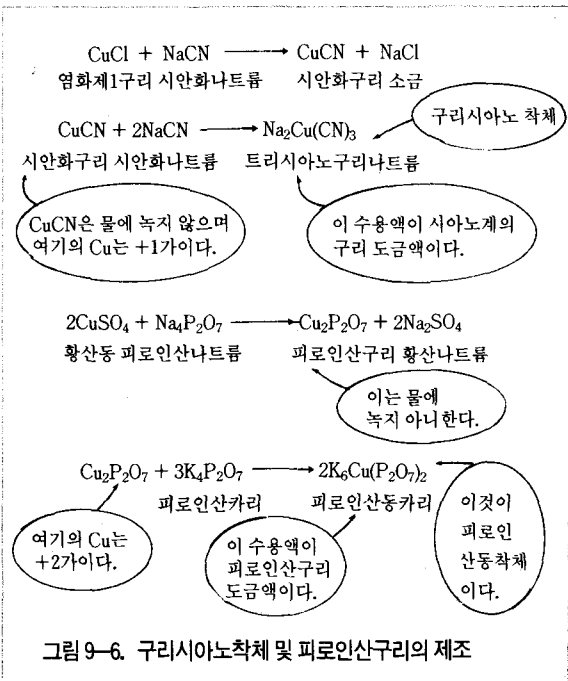 CuCl + NaCN ⟶ CuCN + NaCl
염화제1구리 시안화나트륨 시안화구리 소금
구리시아노 착체
CuCN + 2NaCN ⟶ Na₂Cu(CN)₃
시안화구리 시안화나트륨 트리시아노구리나트륨
CuCN은 물에 녹지 않으며
여기의 Cu는 +1가이다.
이 수용액이 시아노계의
구리 도금액이다.
2CuSO₄ + Na₄P₂O₇ ⟶ Cu₂P₂O₇ + 2Na₂SO₄
황산동 피로인산나트륨 피로인산구리 황산나트륨
이는 물에
녹지 아니한다.
Cu₂P₂O₇ + 3K₄P₂O₇ ⟶ 2K₆Cu(P₂O₇)₂
피로인산카리 피로인산동카리
여기의 Cu는
+2가이다.
이 수용액이
피로인산구리
도금액이다.
이것이
피로인
산동착체
이다.
그림 9—6. 구리시아노착체 및 피로인산구리의 제조